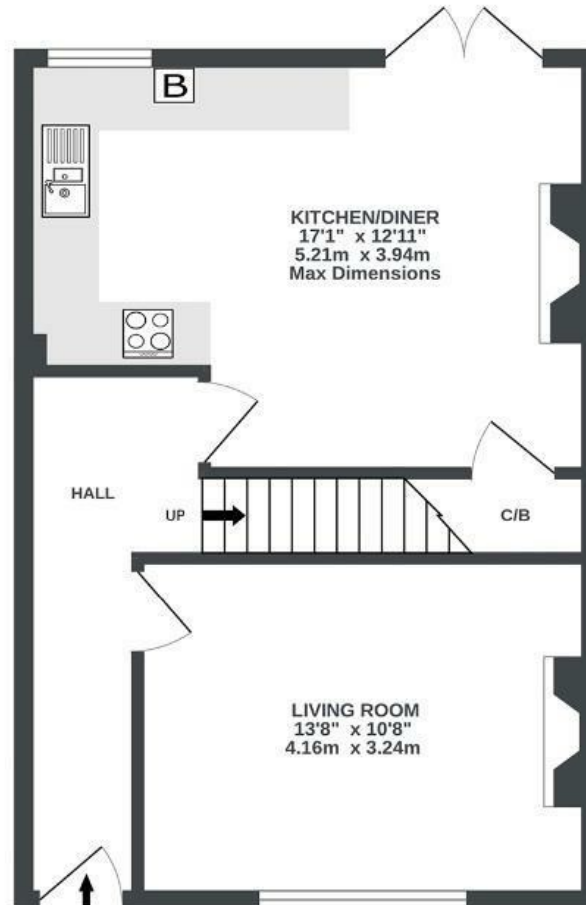 B
KITCHEN/DINER
17'1" x 12'11"
5.21m x 3.94m
Max Dimensions
HALL
UP
C/B
LIVING ROOM
13'8" x 10'8"
4.16m x 3.24m